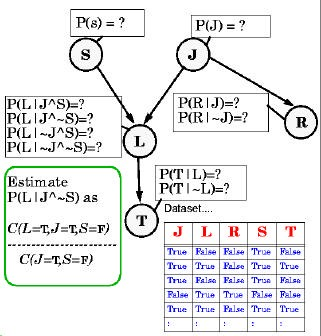 P(s) = ?
P(J) = ?
S
J
P(L|J^S)=?
P(L|J^~S)=?
P(L|~J^S)=?
P(L|~J^~S)=?
P(R|J)=?
P(R|~J)=?
R
L
P(T|L)=?
P(T|~L)=?
T
Estimate
P(L|J^~S) as
C(L=T,J=T,S=F)
--------------------
C(J=T,S=F)
Dataset....
J L R S T
True False False True False
True True False True True
True False False True False
False True False False True
True True False True True
: : : : :